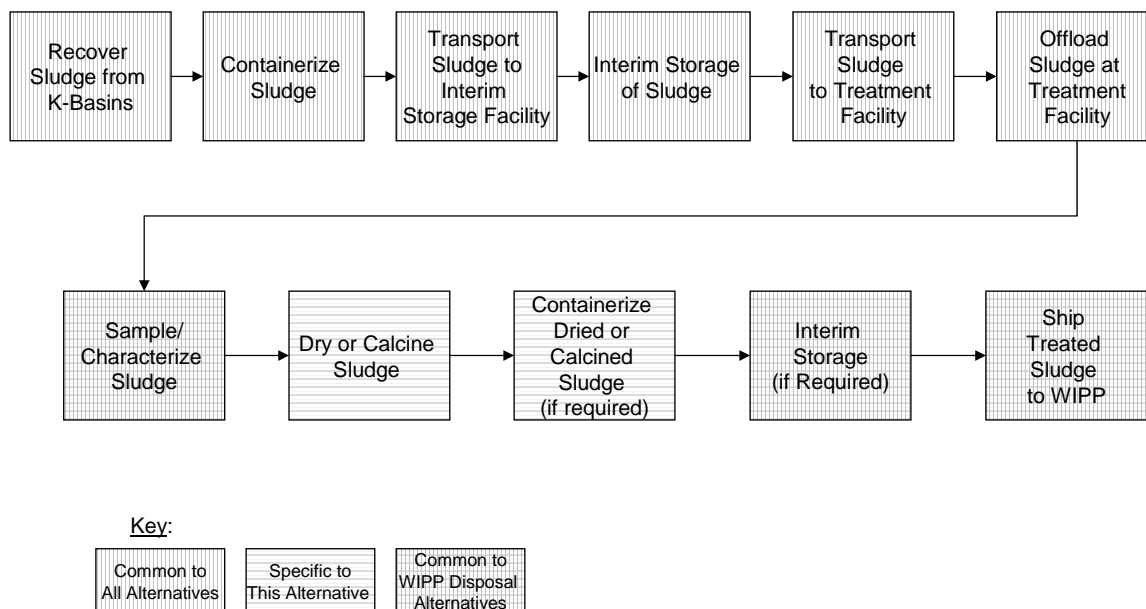 Recover
Sludge from
K-Basins
Containerize
Sludge
Transport
Sludge to
Interim
Storage Facility
Interim Storage
of Sludge
Transport
Sludge
to Treatment
Facility
Offload
Sludge at
Treatment
Facility
Sample/
Characterize
Sludge
Dry or Calcine
Sludge
Containerize
Dried or
Calcined
Sludge
(if required)
Interim
Storage
(if Required)
Ship
Treated
Sludge
to WIPP
Key:
Common to
All Alternatives
Specific to
This Alternative
Common to
WIPP Disposal
Alternatives